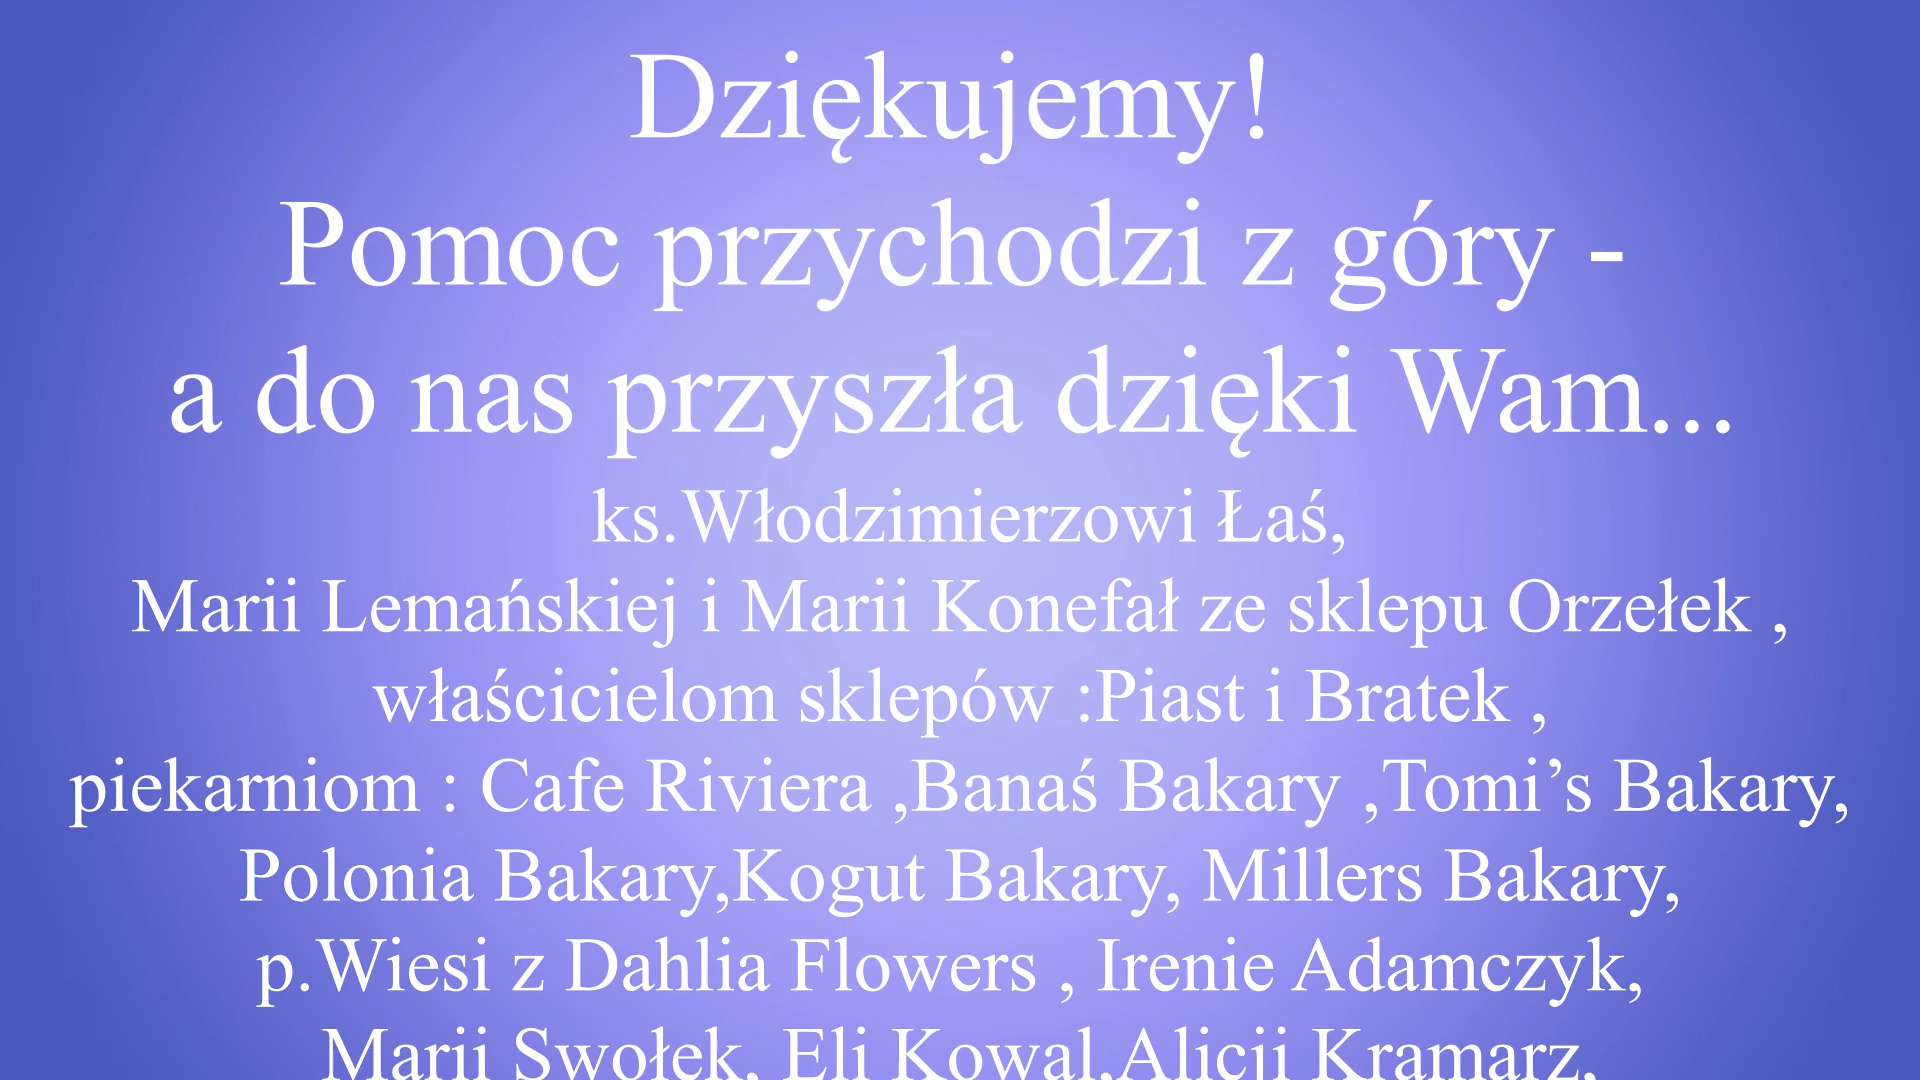 Dziękujemy!
Pomoc przychodzi z góry -
a do nas przyszła dzięki Wam...
ks.Włodzimierzowi Łaś,
Marii Lemańskiej i Marii Konefał ze sklepu Orzełek ,
właścicielom sklepów :Piast i Bratek ,
piekarniom : Cafe Riviera ,Banaś Bakary ,Tomi’s Bakary,
Polonia Bakary,Kogut Bakary, Millers Bakary,
p.Wiesi z Dahlia Flowers , Irenie Adamczyk,
Marii Swołek, Eli Kowal,Alicji Kramarz,